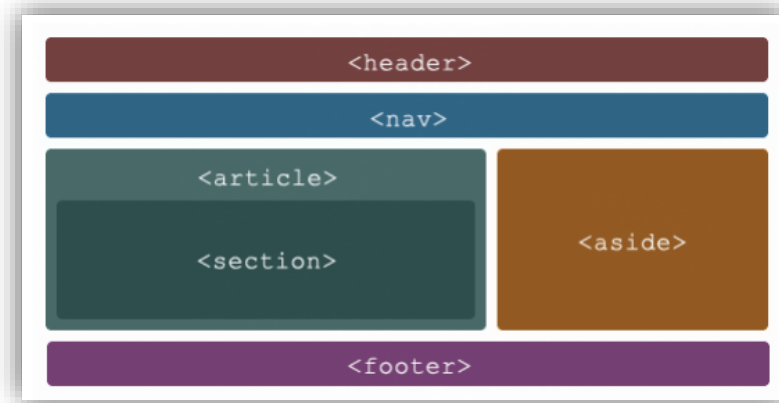 <header>
<nav>
<article>
<section>
<aside>
<footer>